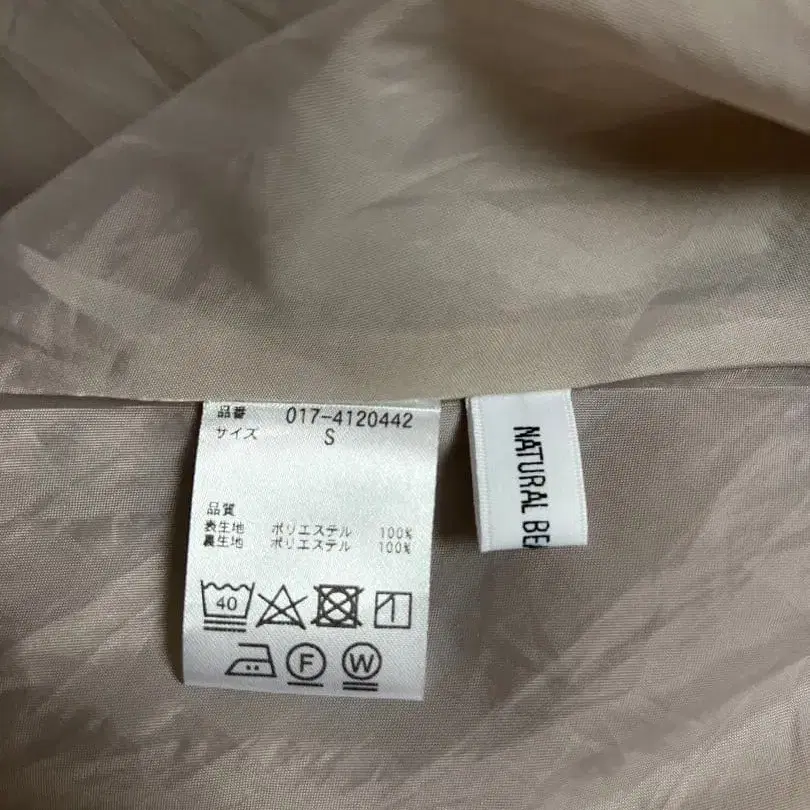 品番 017-4120442
サイズ S
品質
表生地 ポリエステル 100%
裏生地 ポリエステル 100%
40
F W
NATURAL BEA